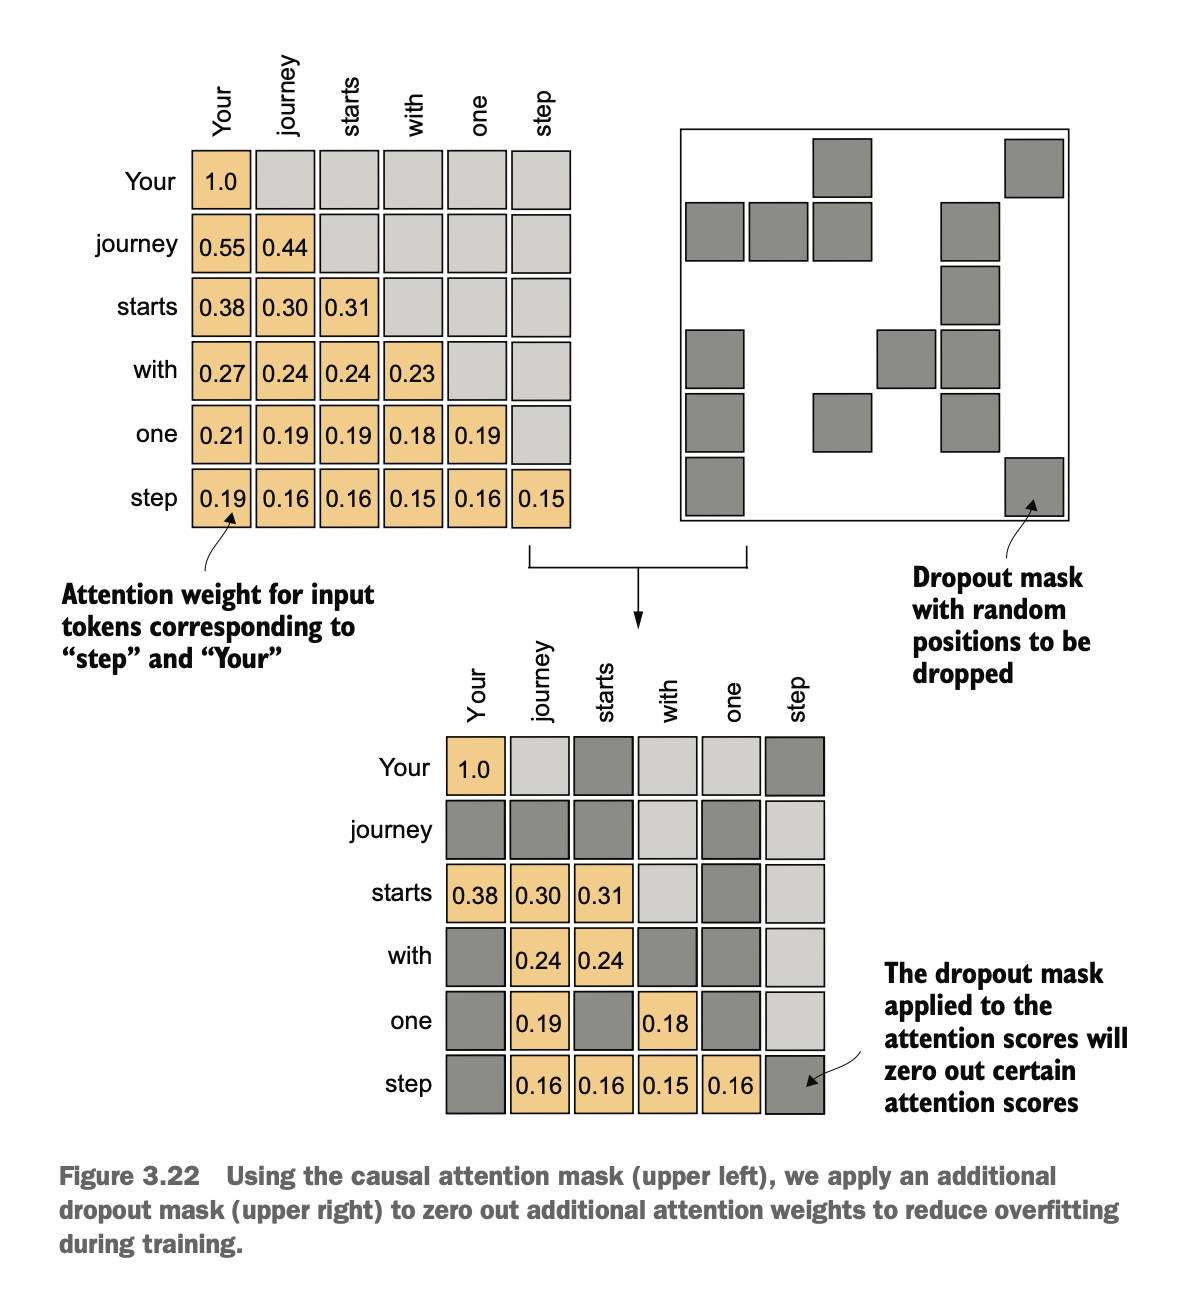 Your journey starts with one step
Your 1.0
journey 0.55 0.44
starts 0.38 0.30 0.31
with 0.27 0.24 0.24 0.23
one 0.21 0.19 0.19 0.18 0.19
step 0.19 0.16 0.16 0.15 0.16 0.15
Attention weight for input
tokens corresponding to
“step” and “Your”
Dropout mask
with random
positions to be
dropped
Your journey starts with one step
Your 1.0
journey
starts 0.38 0.30 0.31
with 0.24 0.24
one 0.19 0.18
step 0.16 0.16 0.15 0.16
The dropout mask
applied to the
attention scores will
zero out certain
attention scores
Figure 3.22 Using the causal attention mask (upper left), we apply an additional
dropout mask (upper right) to zero out additional attention weights to reduce overfitting
during training.